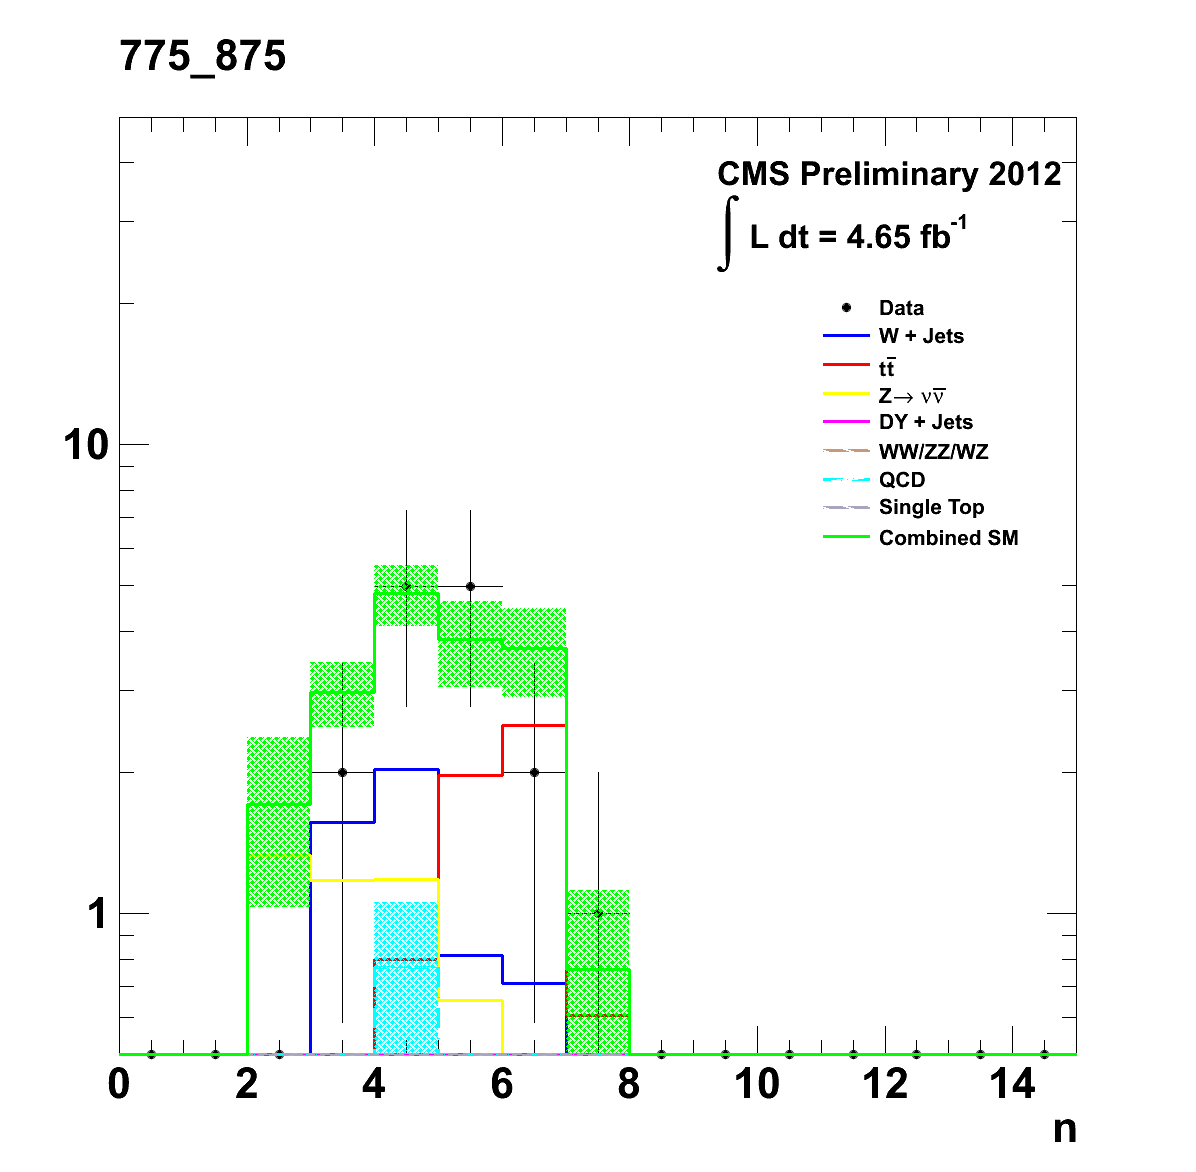 775_875
CMS Preliminary 2012
∫ L dt = 4.65 fb⁻¹
Data
W + Jets
tt̅
Z→ νν̅
DY + Jets
WW/ZZ/WZ
QCD
Single Top
Combined SM
10
1
0 2 4 6 8 10 12 14
n